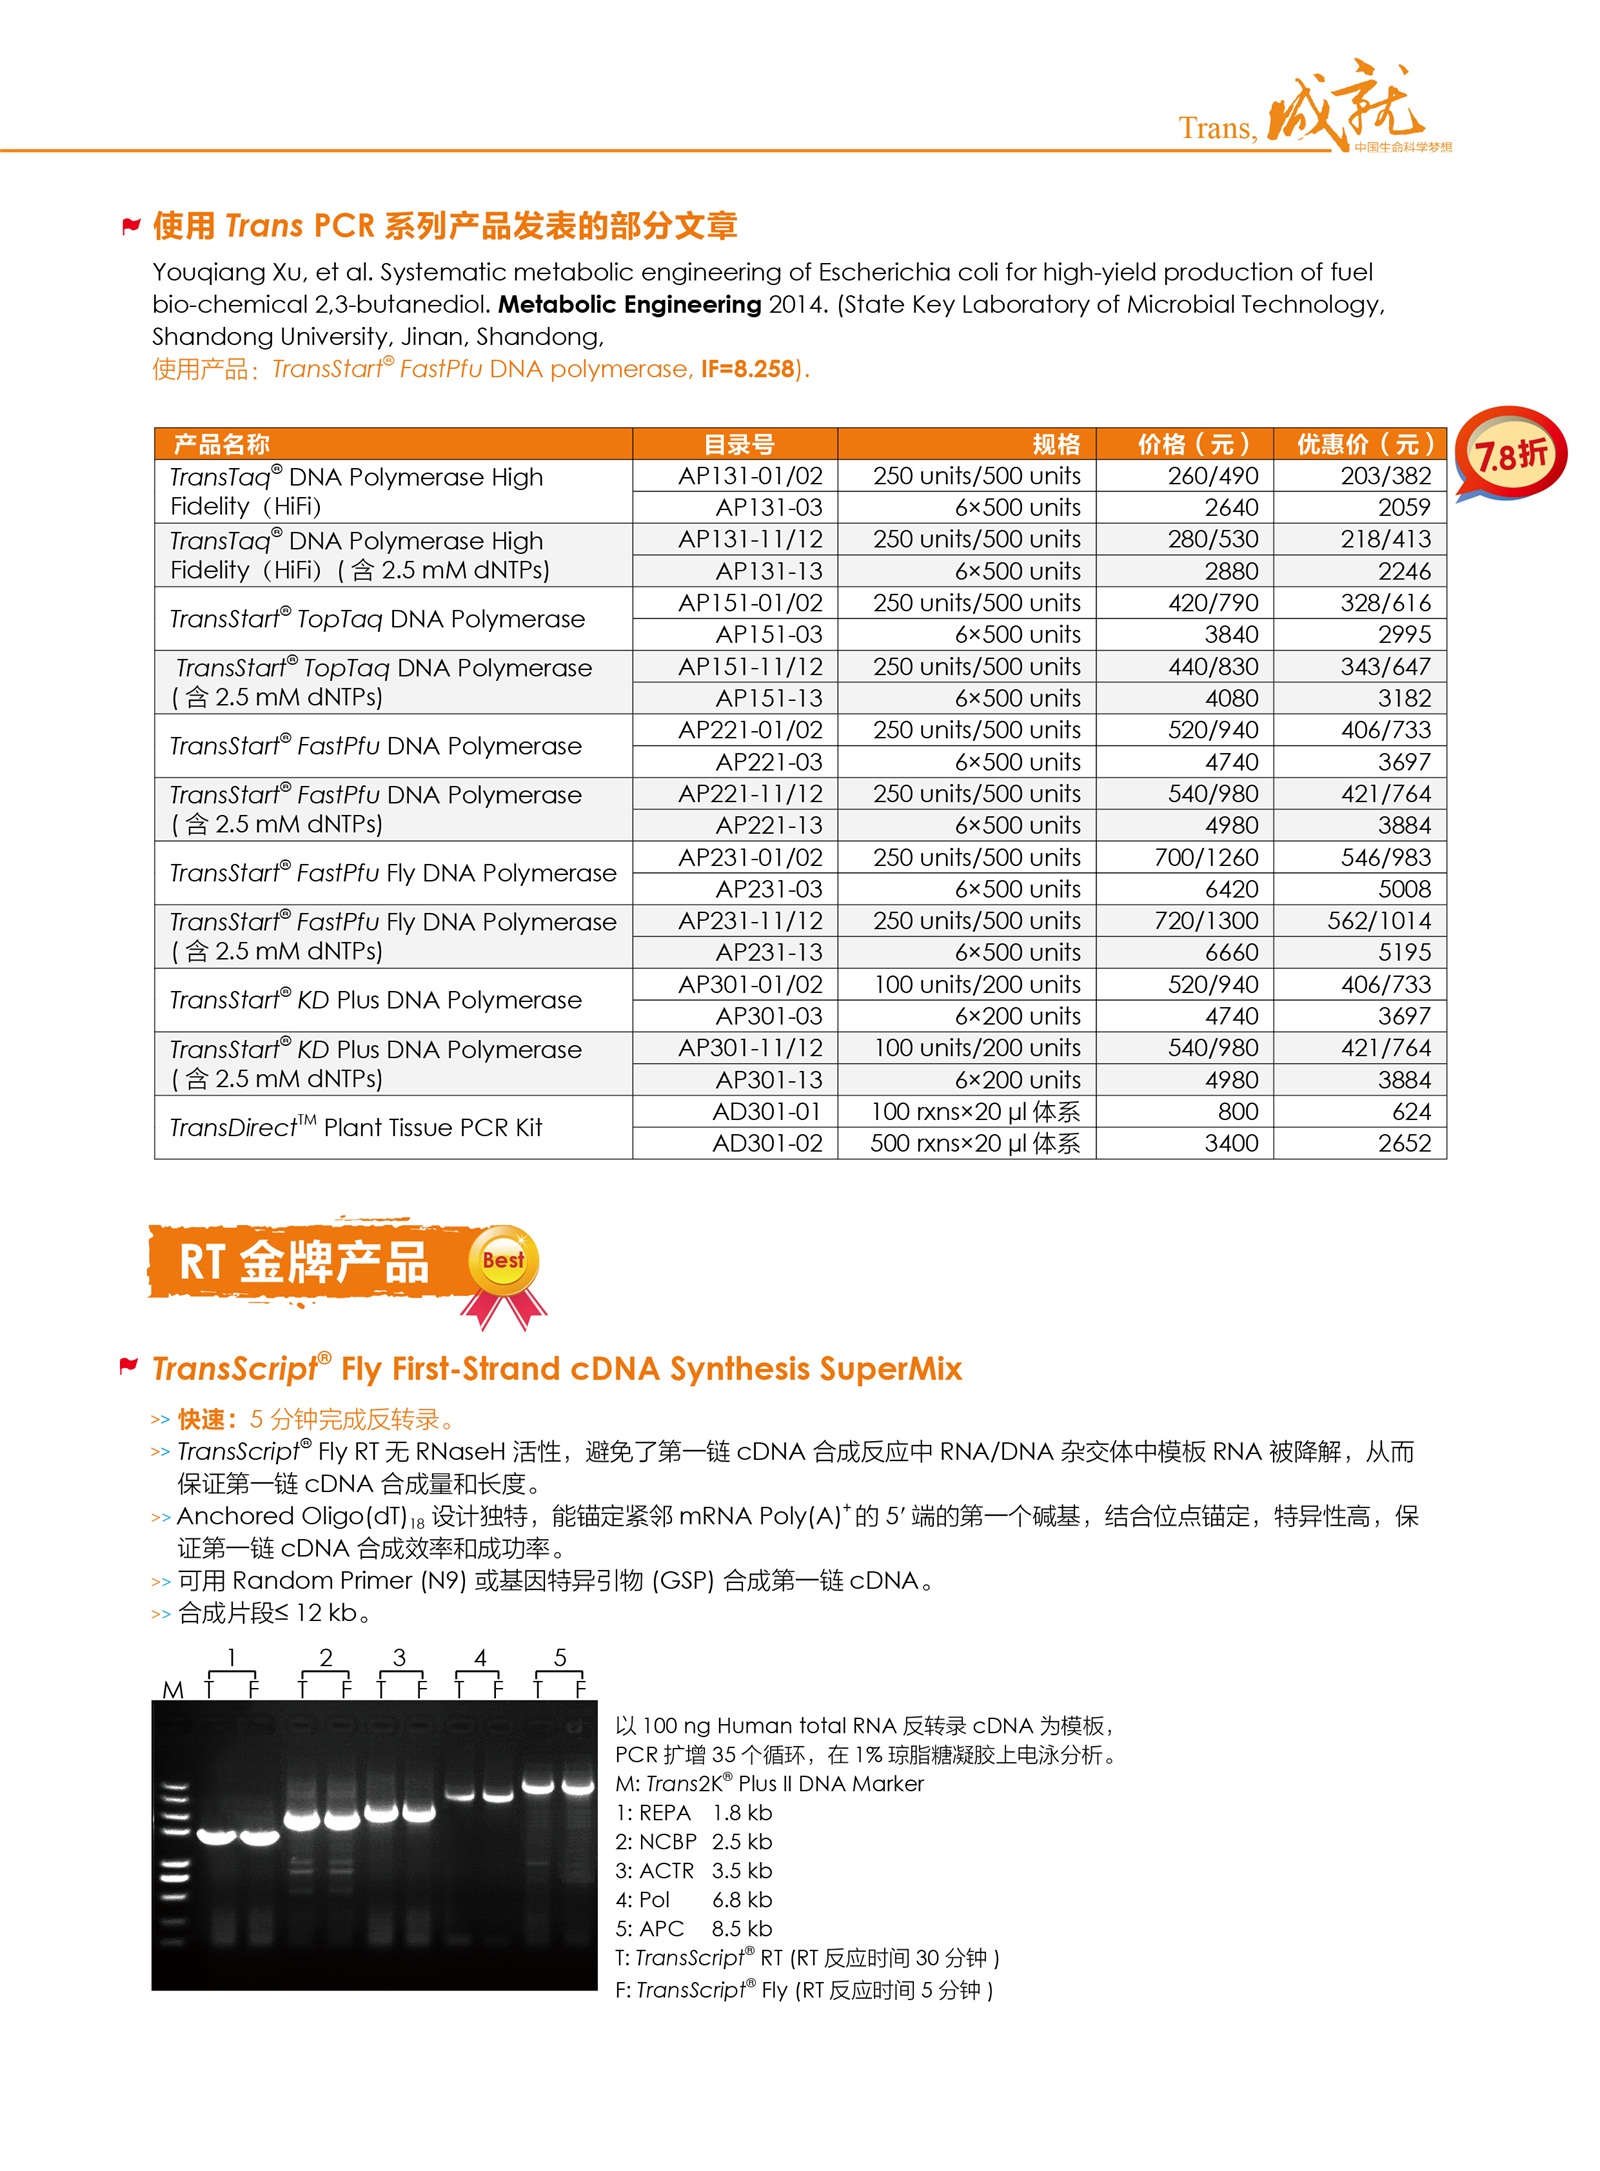 Trans, 成就
中国生命科学梦想
使用 Trans PCR 系列产品发表的部分文章
Youqiang Xu, et al. Systematic metabolic engineering of Escherichia coli for high-yield production of fuel
bio-chemical 2,3-butanediol. Metabolic Engineering 2014. (State Key Laboratory of Microbial Technology,
Shandong University, Jinan, Shandong,
使用产品：TransStart® FastPfu DNA polymerase, IF=8.258).
产品名称 目录号 规格 价格（元） 优惠价（元）
7.8折
TransTaq® DNA Polymerase High AP131-01/02 250 units/500 units 260/490 203/382
Fidelity（HiFi） AP131-03 6×500 units 2640 2059
TransTaq® DNA Polymerase High AP131-11/12 250 units/500 units 280/530 218/413
Fidelity（HiFi）( 含 2.5 mM dNTPs) AP131-13 6×500 units 2880 2246
TransStart® TopTaq DNA Polymerase AP151-01/02 250 units/500 units 420/790 328/616
AP151-03 6×500 units 3840 2995
TransStart® TopTaq DNA Polymerase AP151-11/12 250 units/500 units 440/830 343/647
( 含 2.5 mM dNTPs) AP151-13 6×500 units 4080 3182
TransStart® FastPfu DNA Polymerase AP221-01/02 250 units/500 units 520/940 406/733
AP221-03 6×500 units 4740 3697
TransStart® FastPfu DNA Polymerase AP221-11/12 250 units/500 units 540/980 421/764
( 含 2.5 mM dNTPs) AP221-13 6×500 units 4980 3884
TransStart® FastPfu Fly DNA Polymerase AP231-01/02 250 units/500 units 700/1260 546/983
AP231-03 6×500 units 6420 5008
TransStart® FastPfu Fly DNA Polymerase AP231-11/12 250 units/500 units 720/1300 562/1014
( 含 2.5 mM dNTPs) AP231-13 6×500 units 6660 5195
TransStart® KD Plus DNA Polymerase AP301-01/02 100 units/200 units 520/940 406/733
AP301-03 6×200 units 4740 3697
TransStart® KD Plus DNA Polymerase AP301-11/12 100 units/200 units 540/980 421/764
( 含 2.5 mM dNTPs) AP301-13 6×200 units 4980 3884
TransDirect™ Plant Tissue PCR Kit AD301-01 100 rxns×20 μl 体系 800 624
AD301-02 500 rxns×20 μl 体系 3400 2652
RT 金牌产品 Best
TransScript® Fly First-Strand cDNA Synthesis SuperMix
>> 快速：5 分钟完成反转录。
>> TransScript® Fly RT 无 RNaseH 活性，避免了第一链 cDNA 合成反应中 RNA/DNA 杂交体中模板 RNA 被降解，从而
保证第一链 cDNA 合成量和长度。
>> Anchored Oligo(dT)₁₈ 设计独特，能锚定紧邻 mRNA Poly(A)⁺ 的 5′ 端的第一个碱基，结合位点锚定，特异性高，保
证第一链 cDNA 合成效率和成功率。
>> 可用 Random Primer (N9) 或基因特异引物 (GSP) 合成第一链 cDNA。
>> 合成片段≤ 12 kb。
1 2 3 4 5
M T F T F T F T F T F
以 100 ng Human total RNA 反转录 cDNA 为模板，
PCR 扩增 35 个循环，在 1% 琼脂糖凝胶上电泳分析。
M: Trans2K® Plus II DNA Marker
1: REPA 1.8 kb
2: NCBP 2.5 kb
3: ACTR 3.5 kb
4: Pol 6.8 kb
5: APC 8.5 kb
T: TransScript® RT (RT 反应时间 30 分钟 )
F: TransScript® Fly (RT 反应时间 5 分钟 )